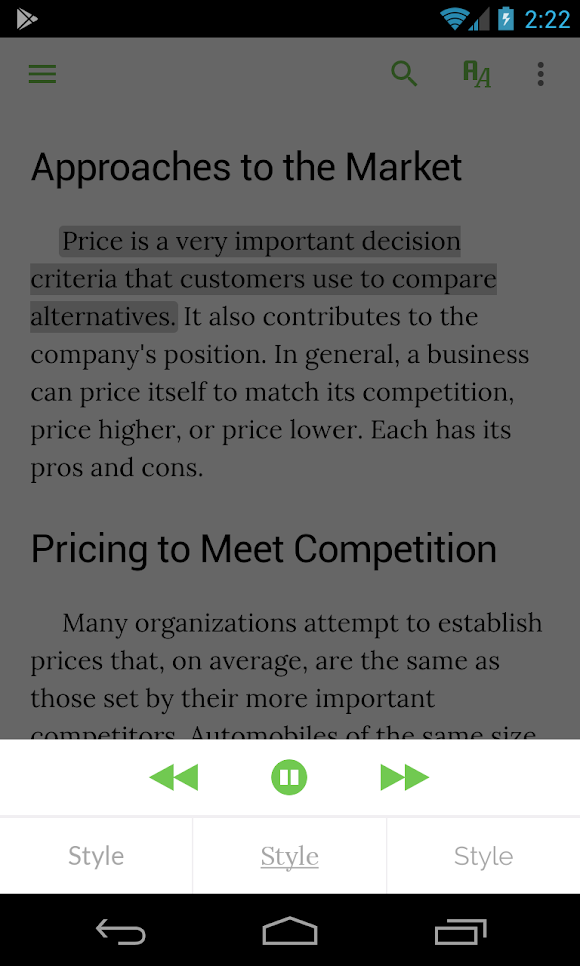 2:22
AA
Approaches to the Market
Price is a very important decision
criteria that customers use to compare
alternatives. It also contributes to the
company's position. In general, a business
can price itself to match its competition,
price higher, or price lower. Each has its
pros and cons.
Pricing to Meet Competition
Many organizations attempt to establish
prices that, on average, are the same as
those set by their more important
competitors. Automobiles of the same size
Style
Style
Style